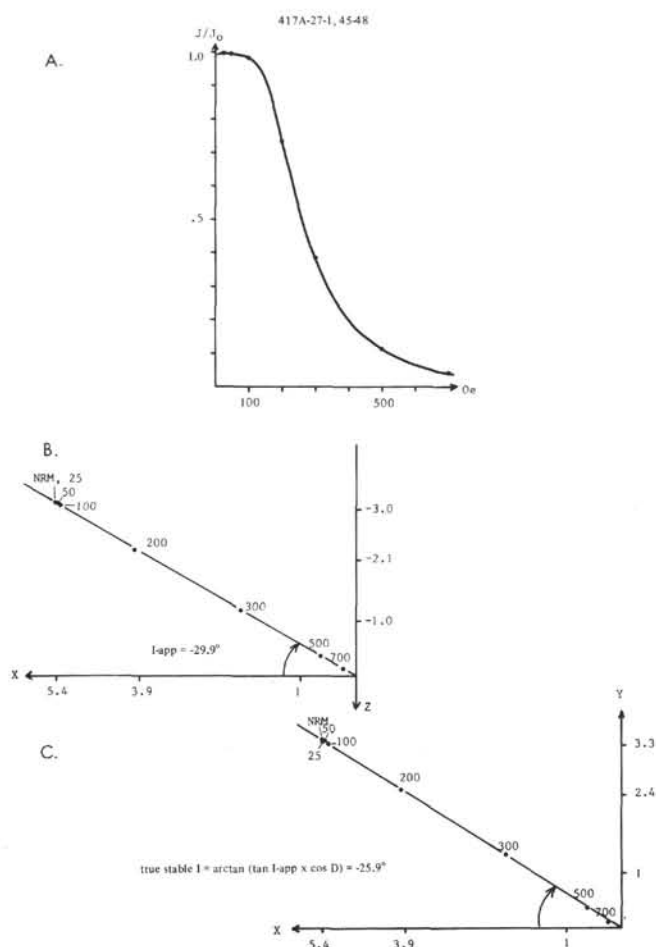 417A-27-1, 45-48
A.
J/J₀
1.0
.5
100
500
Oe
B.
NRM, 25
50
100
200
300
500
700
I-app = -29.9°
-3.0
-2.1
-1.0
X
5.4
3.9
1
Z
C.
Y
NRM,
50
100
25
200
300
500
700
3.3
2.4
1
true stable I = arctan (tan I-app x cos D) = -25.9°
X
5.4
3.9
1